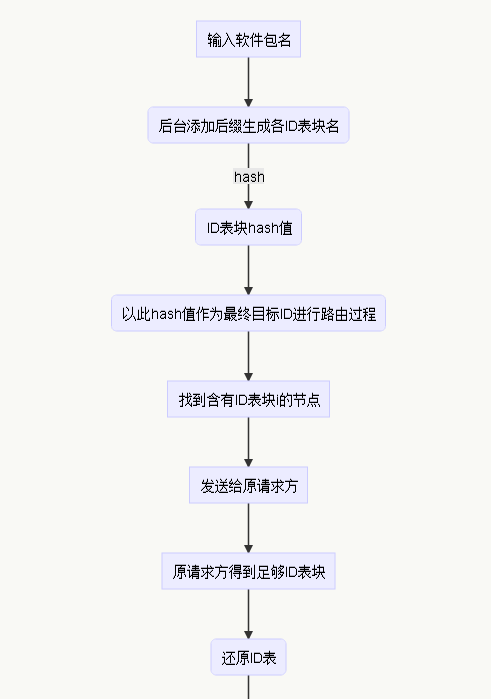 输入软件包名
后台添加后缀生成各ID表块名
hash
ID表块hash值
以此hash值作为最终目标ID进行路由过程
找到含有ID表块i的节点
发送给原请求方
原请求方得到足够ID表块
还原ID表